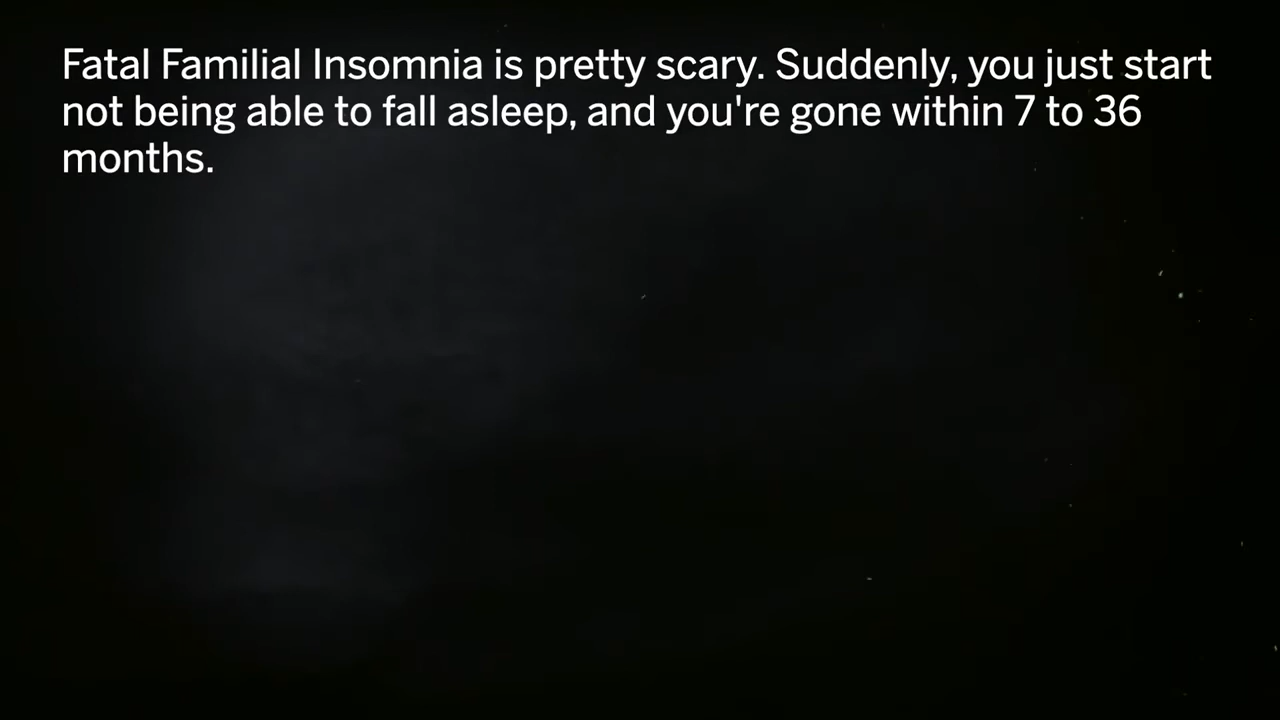 Fatal Familial Insomnia is pretty scary. Suddenly, you just start
not being able to fall asleep, and you're gone within 7 to 36
months.